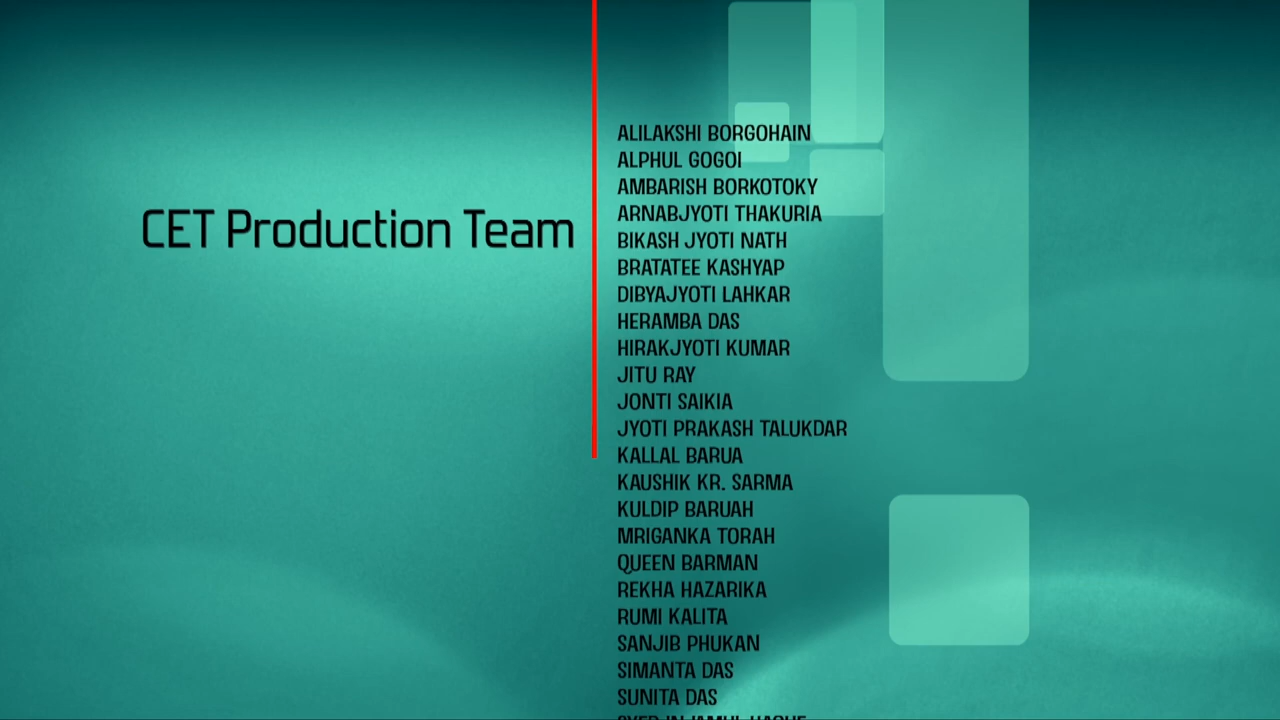 CET Production Team
ALILAKSHI BORGOHAIN
ALPHUL GOGOI
AMBARISH BORKOTOKY
ARNABJYOTI THAKURIA
BIKASH JYOTI NATH
BRATATEE KASHYAP
DIBYAJYOTI LAHKAR
HERAMBA DAS
HIRAKJYOTI KUMAR
JITU RAY
JONTI SAIKIA
JYOTI PRAKASH TALUKDAR
KALLAL BARUA
KAUSHIK KR. SARMA
KULDIP BARUAH
MRIGANKA TORAH
QUEEN BARMAN
REKHA HAZARIKA
RUMI KALITA
SANJIB PHUKAN
SIMANTA DAS
SUNITA DAS